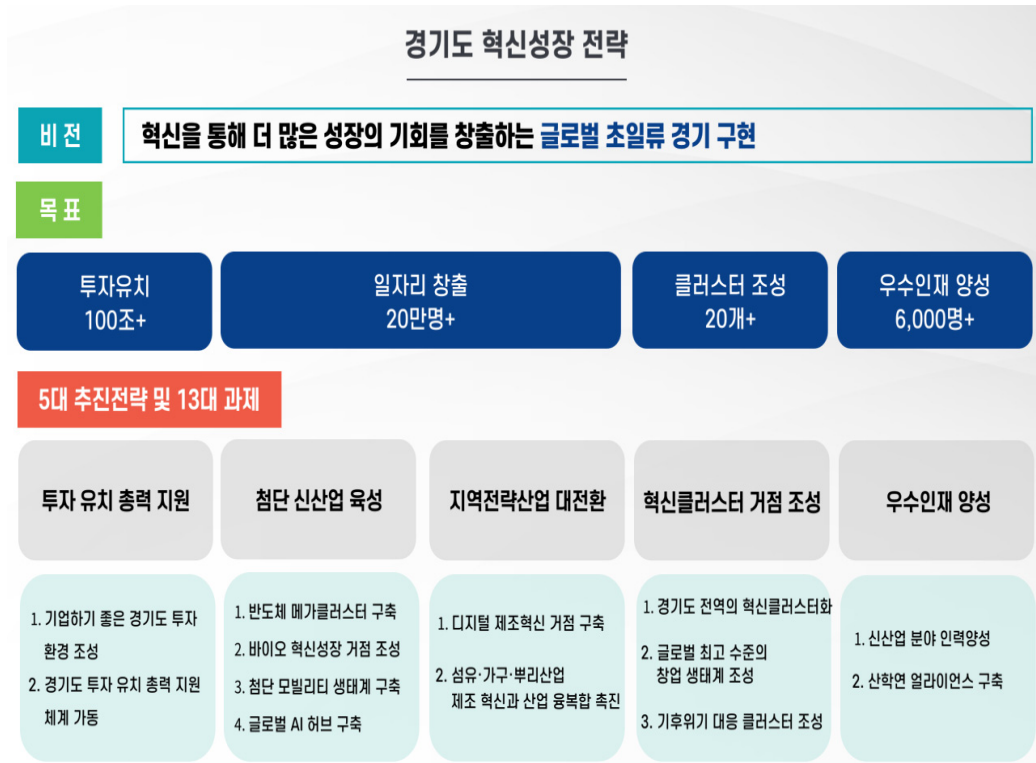 경기도 혁신성장 전략
비 전
혁신을 통해 더 많은 성장의 기회를 창출하는 글로벌 초일류 경기 구현
목 표
투자유치
100조+
일자리 창출
20만명+
클러스터 조성
20개+
우수인재 양성
6,000명+
5대 추진전략 및 13대 과제
투자 유치 총력 지원
첨단 신산업 육성
지역전략산업 대전환
혁신클러스터 거점 조성
우수인재 양성
1. 기업하기 좋은 경기도 투자
환경 조성
2. 경기도 투자 유치 총력 지원
체계 가동
1. 반도체 메가클러스터 구축
2. 바이오 혁신성장 거점 조성
3. 첨단 모빌리티 생태계 구축
4. 글로벌 AI 허브 구축
1. 디지털 제조혁신 거점 구축
2. 섬유·가구·뿌리산업
제조 혁신과 산업 융복합 촉진
1. 경기도 전역의 혁신클러스터화
2. 글로벌 최고 수준의
창업 생태계 조성
3. 기후위기 대응 클러스터 조성
1. 신산업 분야 인력양성
2. 산학연 얼라이언스 구축